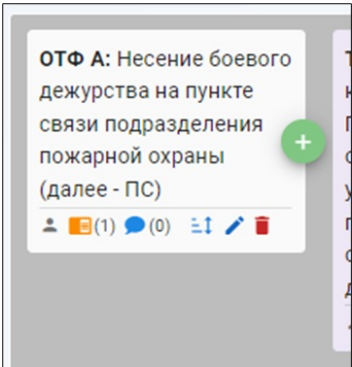 ОТФ А: Несение боевого
дежурства на пункте
связи подразделения
пожарной охраны
(далее - ПС)
(1) (0)